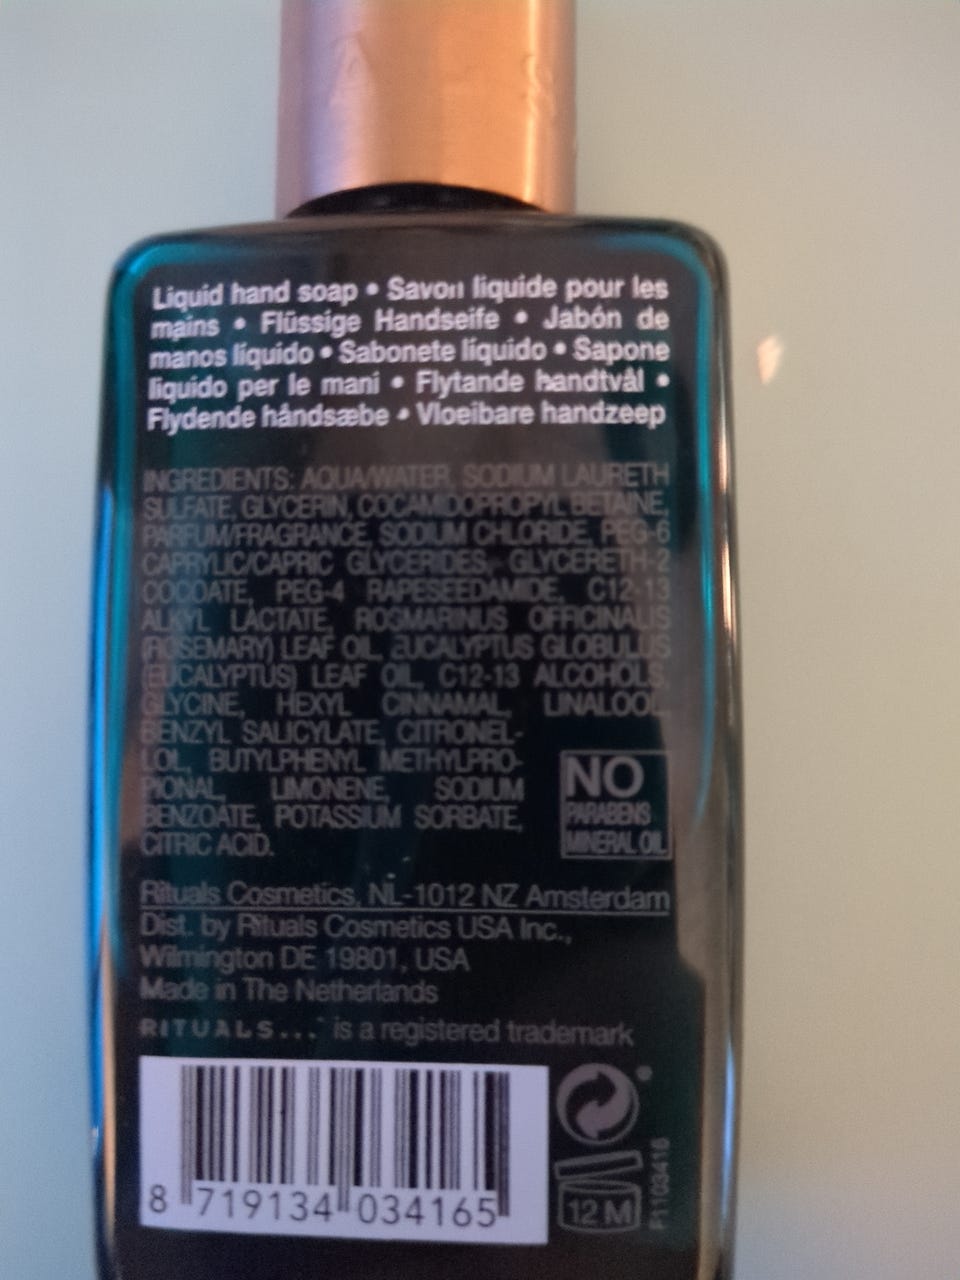 Liquid hand soap • Savon liquide pour les
mains • Flüssige Handseife • Jabón de
manos liquido • Sabonete liquido • Sapone
liquido per le mani • Flytande handtvål •
Flydende håndsæbe • Vloeibare handzeep
INGREDIENTS: AQUA/WATER, SODIUM LAURETH
SULFATE, GLYCERIN, COCAMIDOPROPYL BETAINE,
PARFUM/FRAGRANCE, SODIUM CHLORIDE, PEG-6
CAPRYLIC/CAPRIC GLYCERIDES, GLYCERETH-2
COCOATE, PEG-4 RAPESEEDAMIDE, C12-13
ALKYL LACTATE, ROSMARINUS OFFICINALIS
(ROSEMARY) LEAF OIL, EUCALYPTUS GLOBULUS
(EUCALYPTUS) LEAF OIL, C12-13 ALCOHOLS,
GLYCINE, HEXYL CINNAMAL, LINALOOL,
BENZYL SALICYLATE, CITRONEL-
LOL, BUTYLPHENYL METHYLPRO-
PIONAL, LIMONENE, SODIUM
BENZOATE, POTASSIUM SORBATE,
CITRIC ACID.
NO
PARABENS
MINERAL OIL
Rituals Cosmetics, NL-1012 NZ Amsterdam
Dist. by Rituals Cosmetics USA Inc.,
Wilmington DE 19801, USA
Made in The Netherlands
RITUALS...™ is a registered trademark
8 719134 034165
12 M
F1103416